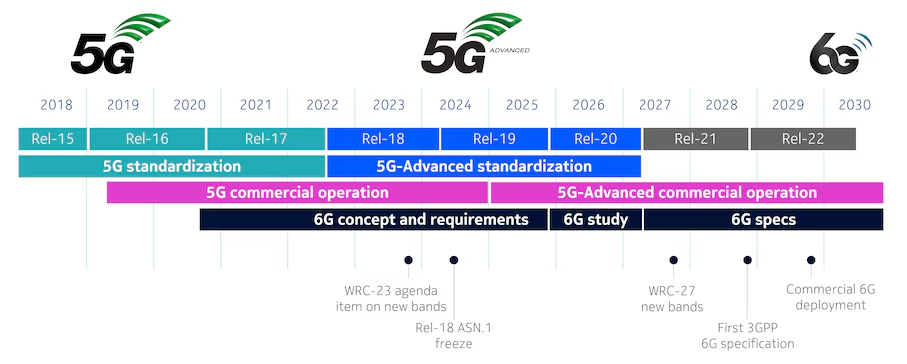 5G
5G ADVANCED
6G
2018 2019 2020 2021 2022 2023 2024 2025 2026 2027 2028 2029 2030
Rel-15 Rel-16 Rel-17 Rel-18 Rel-19 Rel-20 Rel-21 Rel-22
5G standardization 5G-Advanced standardization
5G commercial operation 5G-Advanced commercial operation
6G concept and requirements 6G study 6G specs
WRC-23 agenda
item on new bands
Rel-18 ASN.1
freeze
WRC-27
new bands
First 3GPP
6G specification
Commercial 6G
deployment